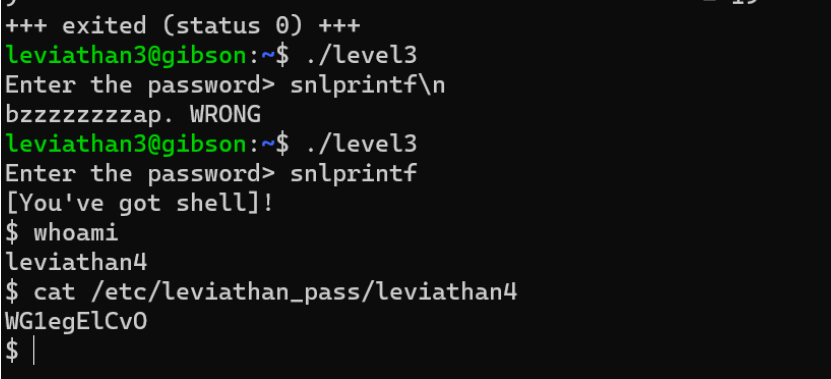 +++ exited (status 0) +++
leviathan3@gibson:~$ ./level3
Enter the password> snlprintf\n
bzzzzzzzzap. WRONG
leviathan3@gibson:~$ ./level3
Enter the password> snlprintf
[You've got shell]!
$ whoami
leviathan4
$ cat /etc/leviathan_pass/leviathan4
WG1egElCvO
$